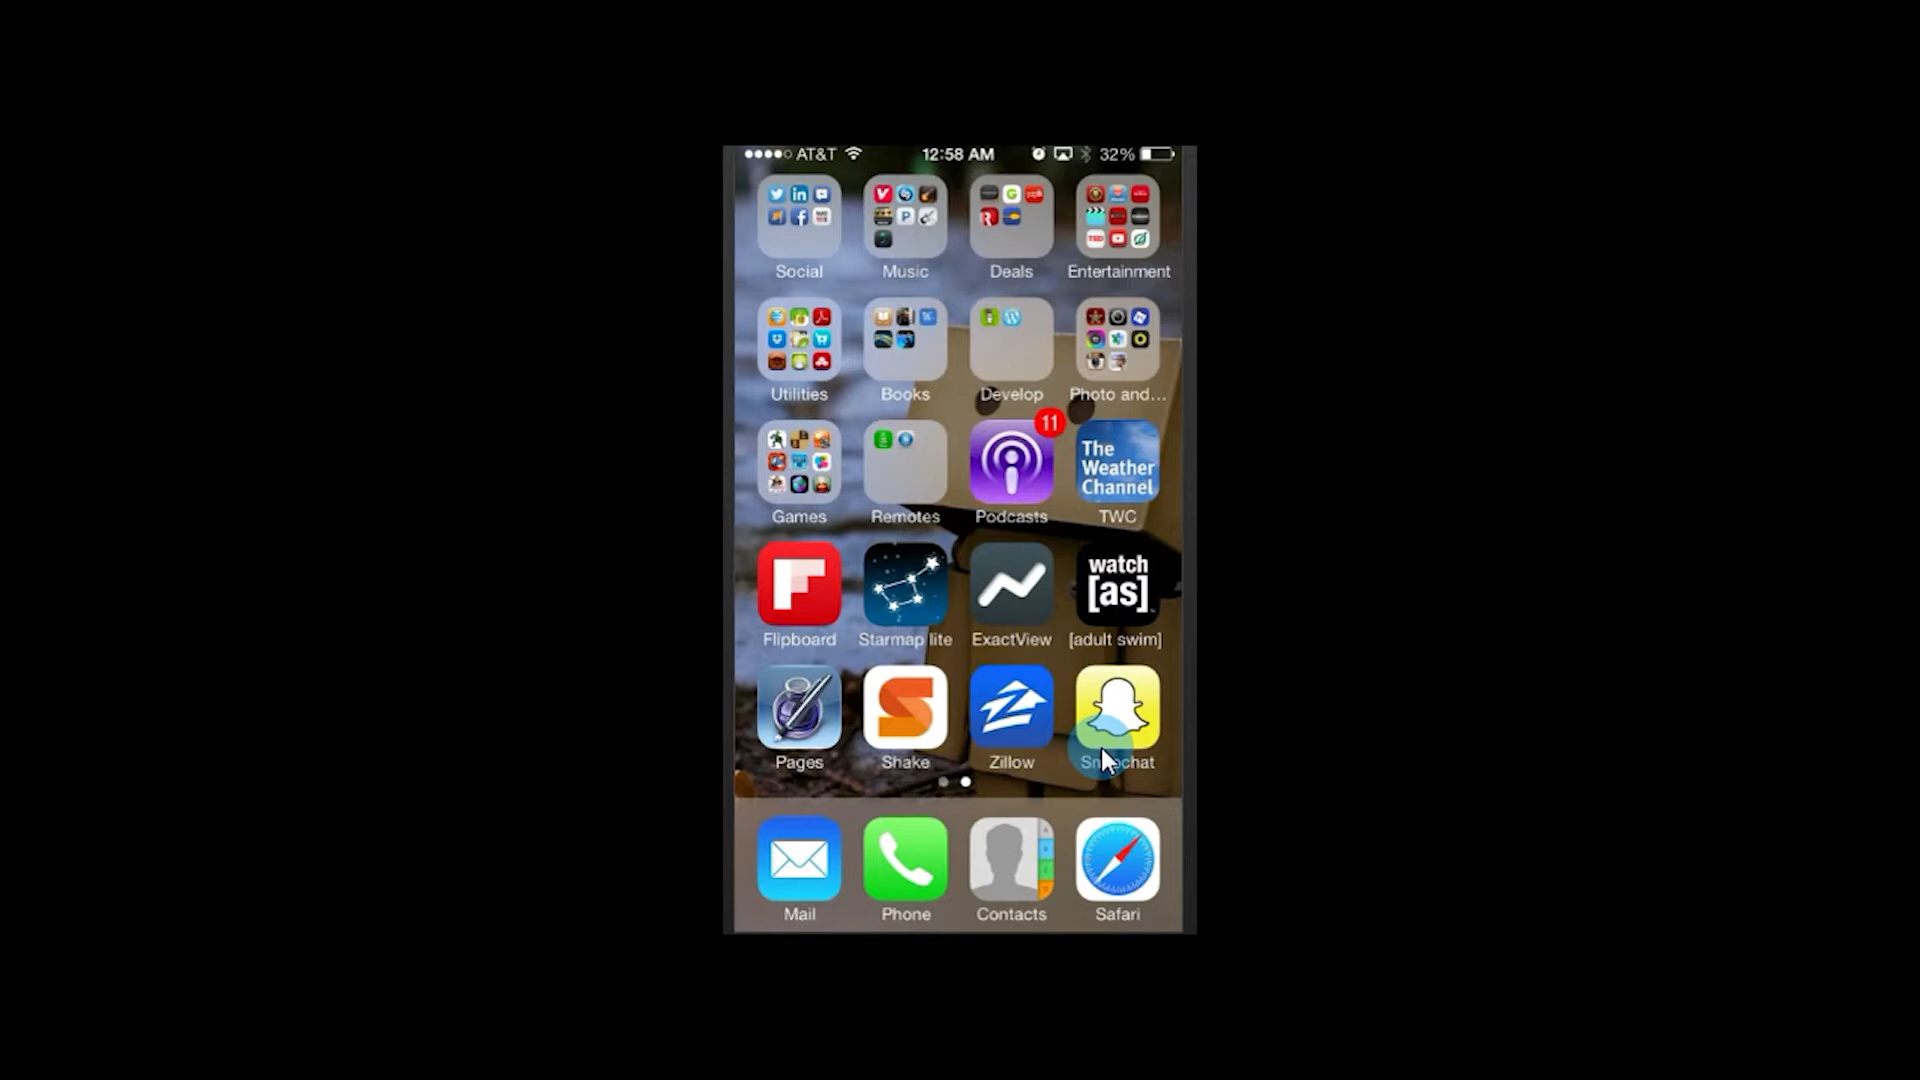 AT&T 12:58 AM 32%
Social Music Deals Entertainment
Utilities Books Develop Photo and...
11
The
Weather
Channel
Games Remotes Podcasts TWC
watch
[as]
Flipboard Starmap lite ExactView [adult swim]
Pages Shake Zillow Snapchat
Mail Phone Contacts Safari